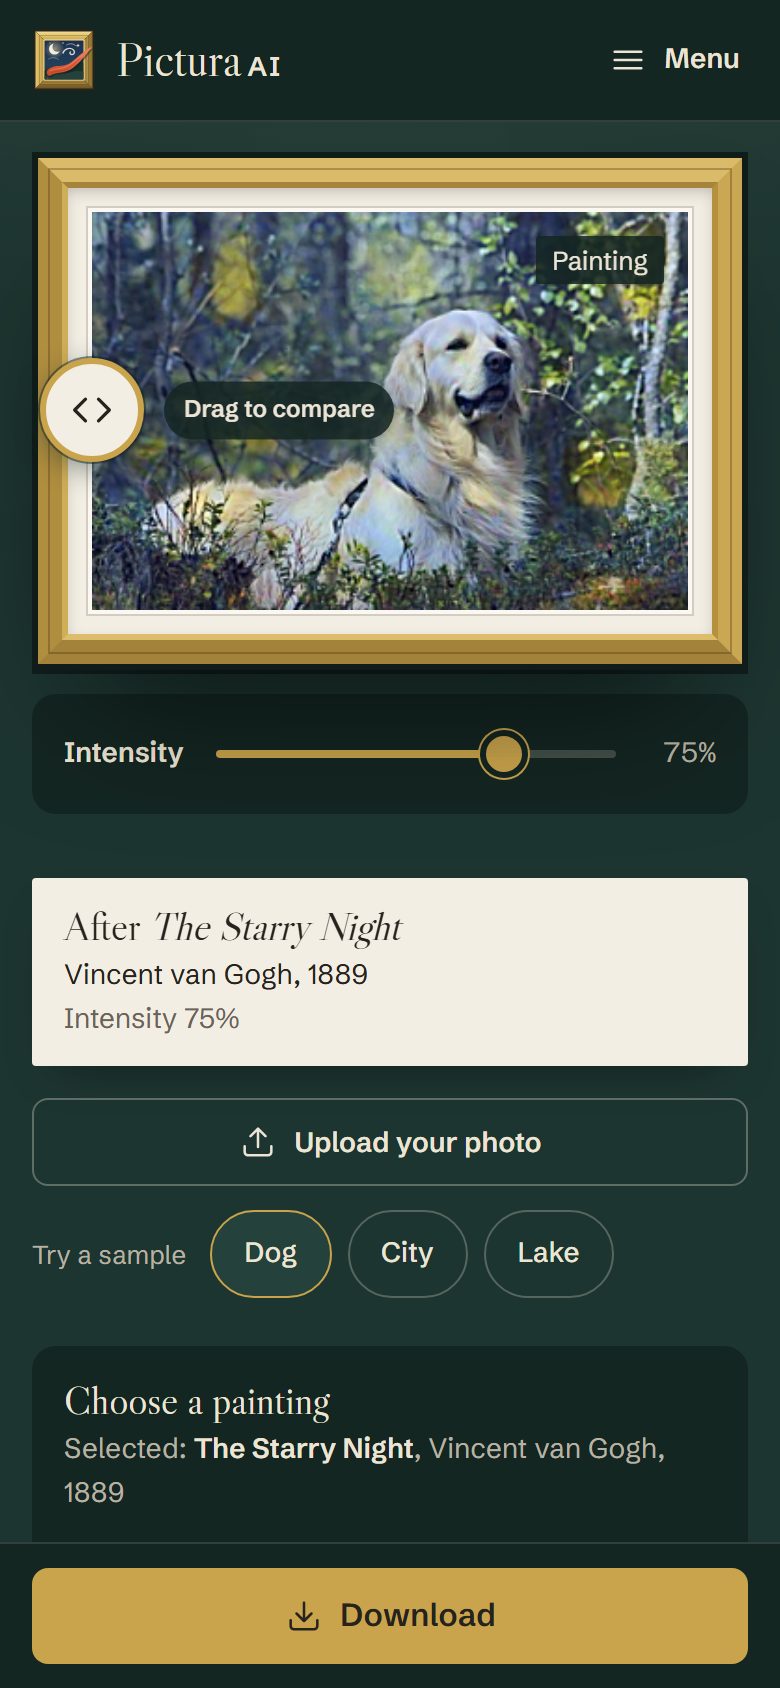 Pictura AI
Menu
Painting
Drag to compare
Intensity
75%
After The Starry Night
Vincent van Gogh, 1889
Intensity 75%
Upload your photo
Try a sample
Dog
City
Lake
Choose a painting
Selected: The Starry Night, Vincent van Gogh,
1889
Download